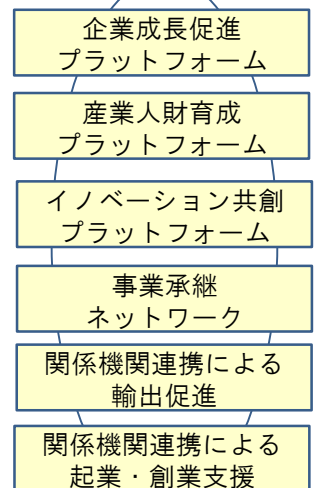 企業成長促進
プラットフォーム
産業人財育成
プラットフォーム
イノベーション共創
プラットフォーム
事業承継
ネットワーク
関係機関連携による
輸出促進
関係機関連携による
起業・創業支援